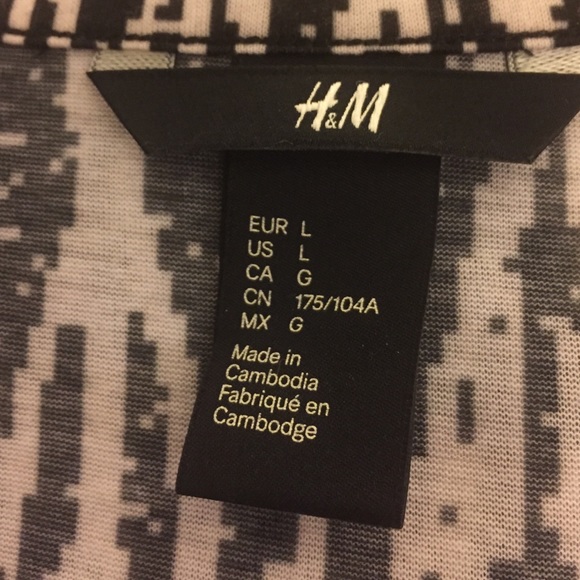 H&M
EUR L
US L
CA G
CN 175/104A
MX G
Made in
Cambodia
Fabriqué en
Cambodge